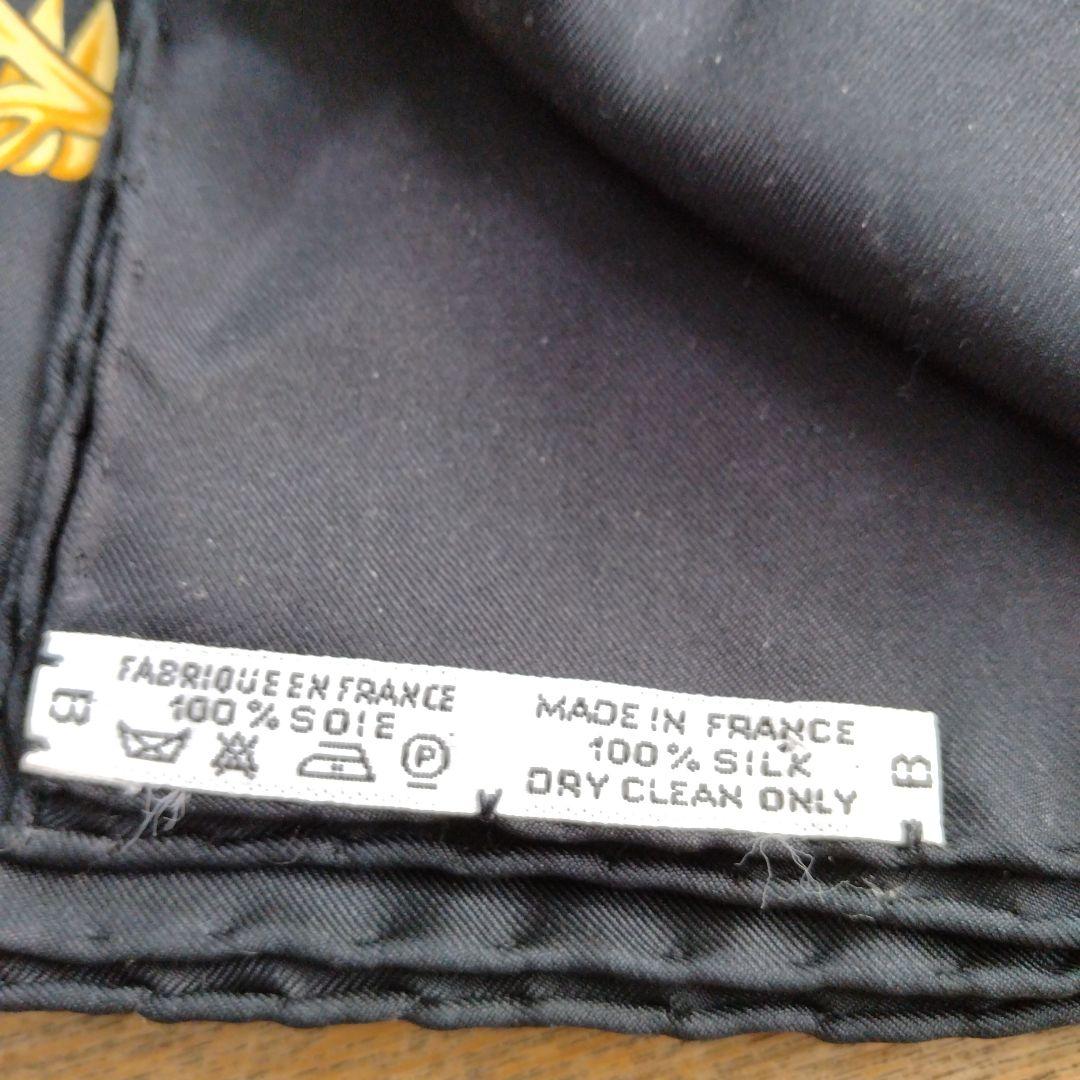 B
FABRIQUE EN FRANCE
100% SOIE
P
MADE IN FRANCE
100% SILK
DRY CLEAN ONLY
B